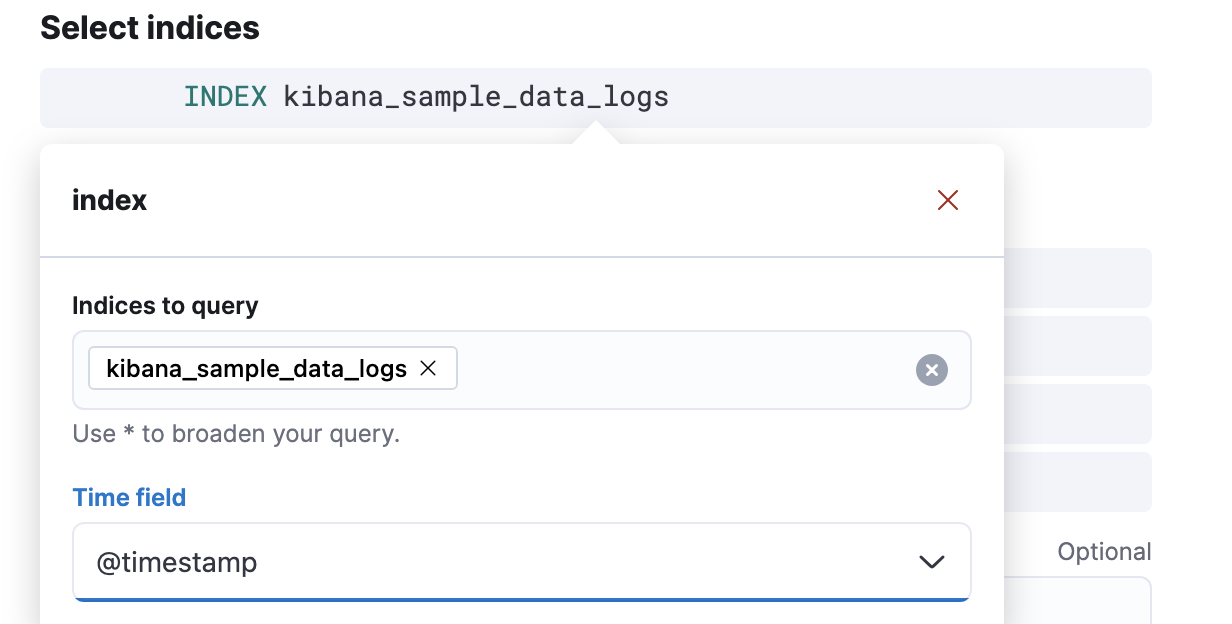 Select indices
INDEX kibana_sample_data_logs
index
Indices to query
kibana_sample_data_logs
Use * to broaden your query.
Time field
@timestamp
Optional